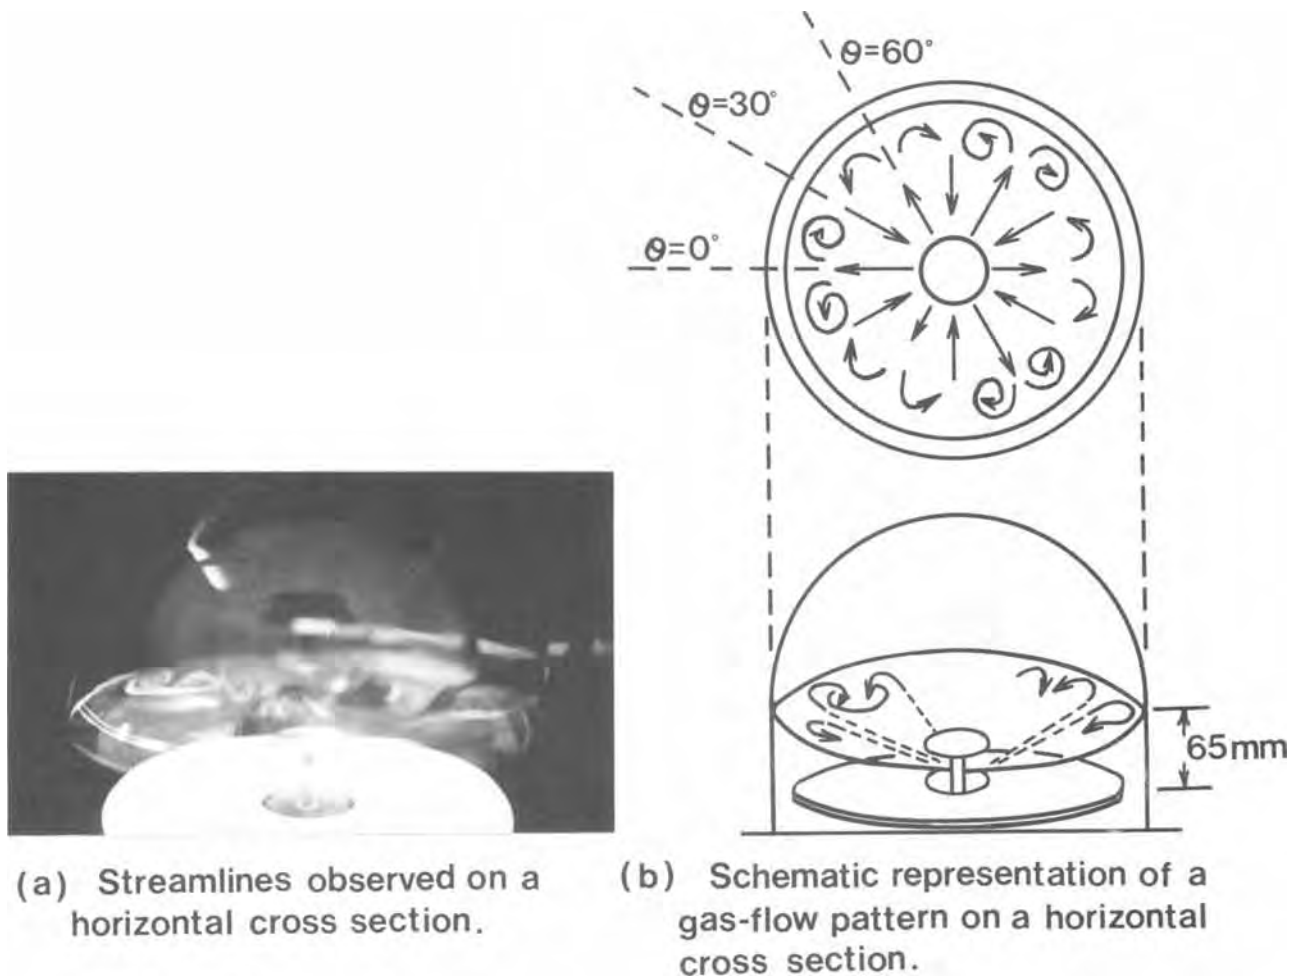 θ=60°
θ=30°
θ=0°
65mm
(a) Streamlines observed on a
horizontal cross section.
(b) Schematic representation of a
gas-flow pattern on a horizontal
cross section.